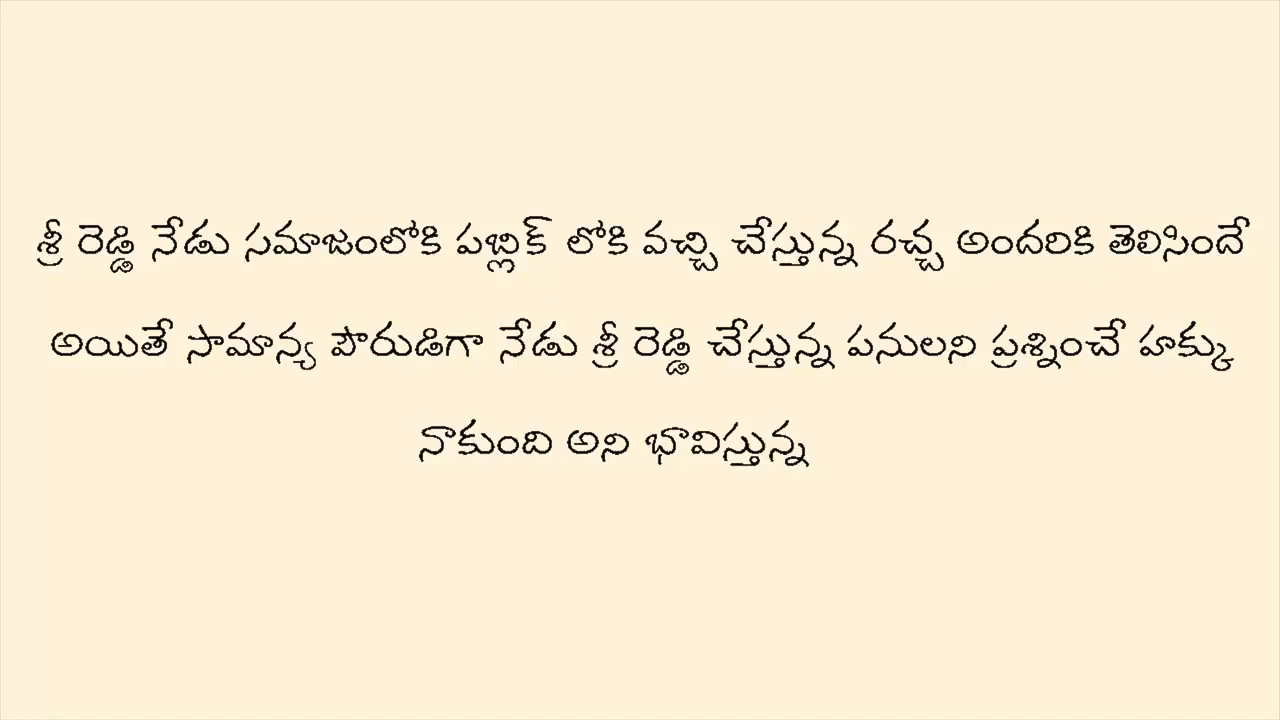 శ్రీ రెడ్డి నేడు సమాజంలోకి పబ్లిక్ లోకి వచ్చి చేస్తున్న రచ్చ అందరికి తెలిసిందే
అయితే సామాన్య పౌరుడిగా నేడు శ్రీ రెడ్డి చేస్తున్న పనులని ప్రశ్నించే హక్కు
నాకుంది అని భావిస్తున్న